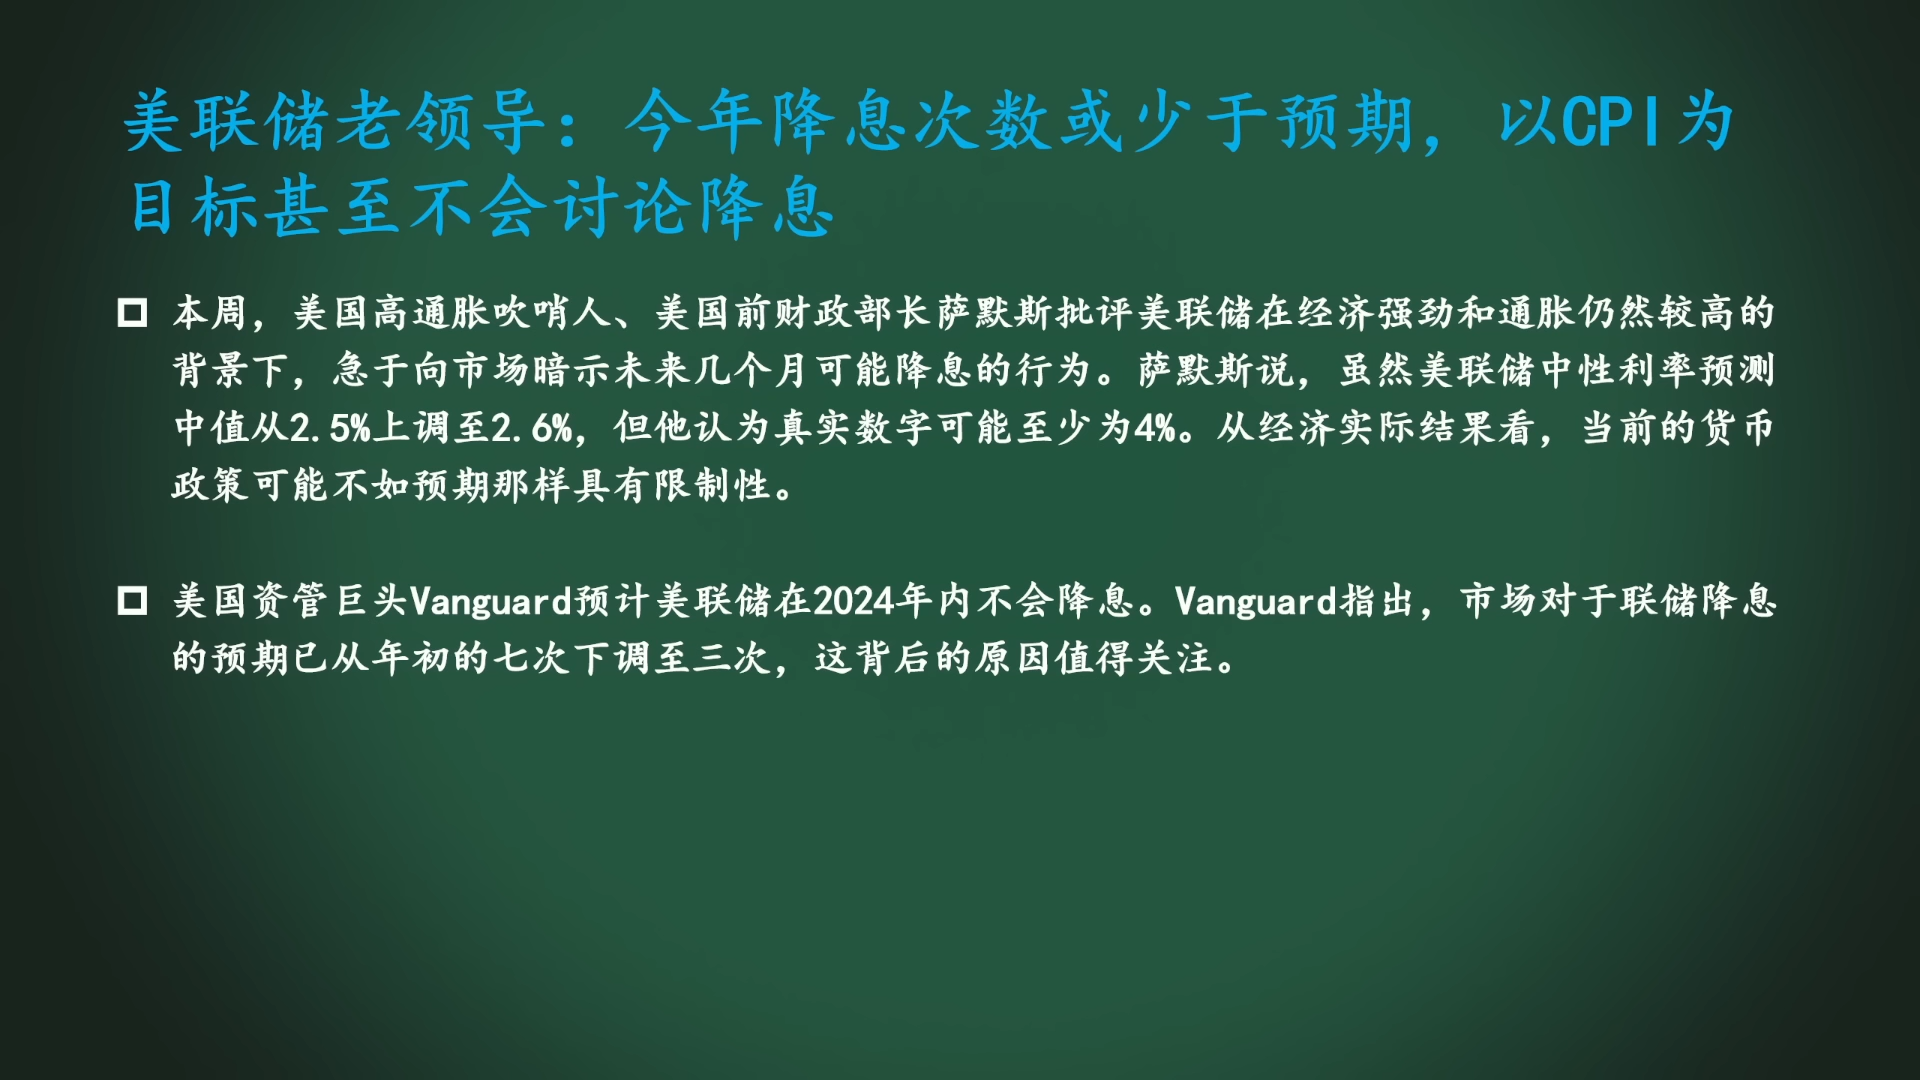 美联储老领导：今年降息次数或少于预期，以CPI为
目标甚至不会讨论降息
本周，美国高通胀吹哨人、美国前财政部长萨默斯批评美联储在经济强劲和通胀仍然较高的
背景下，急于向市场暗示未来几个月可能降息的行为。萨默斯说，虽然美联储中性利率预测
中值从2.5%上调至2.6%，但他认为真实数字可能至少为4%。从经济实际结果看，当前的货币
政策可能不如预期那样具有限制性。
美国资管巨头Vanguard预计美联储在2024年内不会降息。Vanguard指出，市场对于联储降息
的预期已从年初的七次下调至三次，这背后的原因值得关注。